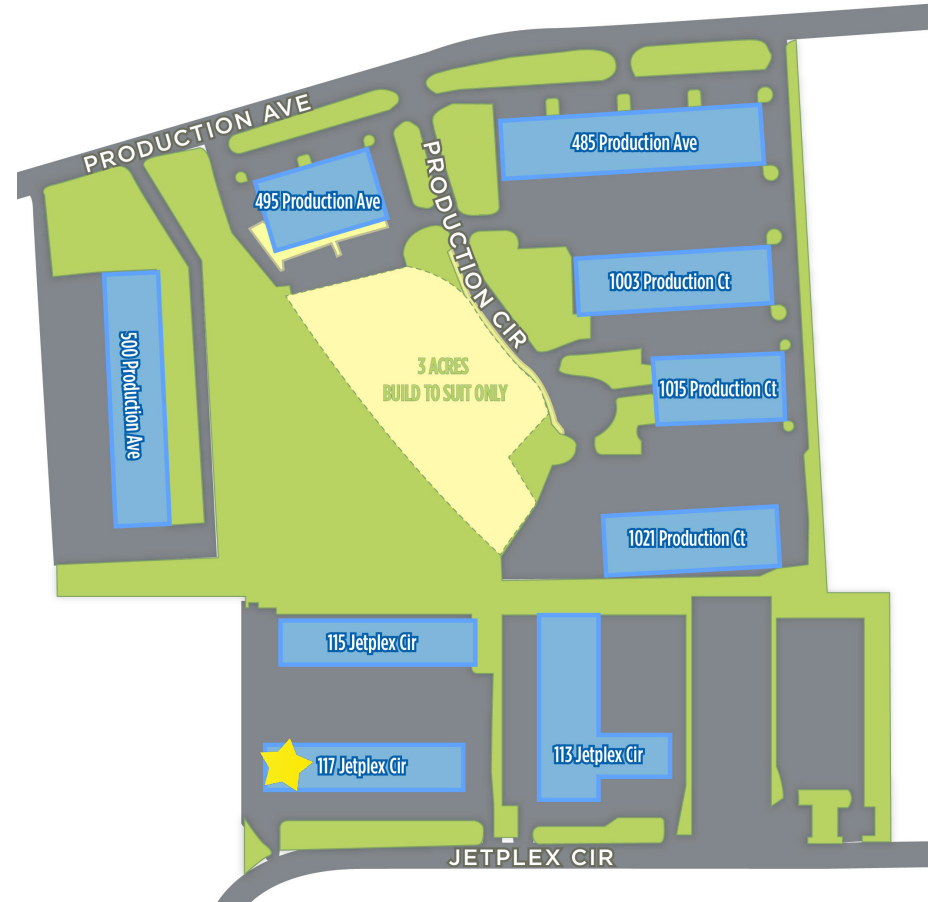 PRODUCTION AVE
485 Production Ave
495 Production Ave
PRODUCTION CIR
1003 Production Ct
500 Production Ave
3 ACRES
BUILD TO SUIT ONLY
1015 Production Ct
1021 Production Ct
115 Jetplex Cir
117 Jetplex Cir
113 Jetplex Cir
JETPLEX CIR